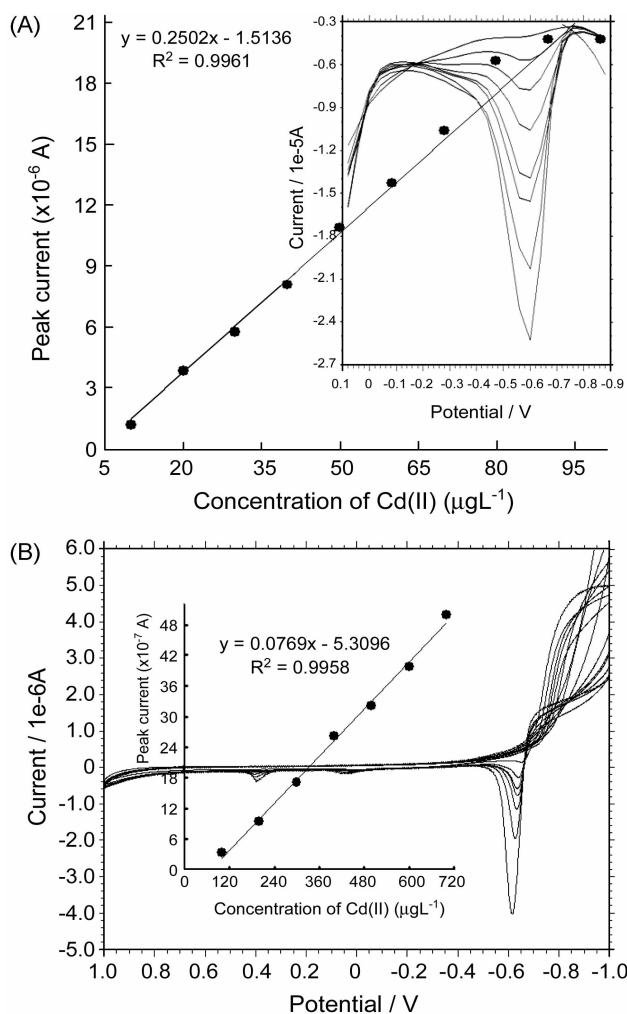 (A)
21
18
15
12
9
6
3
0
Peak current (x10⁻⁶ A)
y = 0.2502x - 1.5136
R² = 0.9961
5 20 35 50 65 80 95
Concentration of Cd(II) (µgL⁻¹)
-0.3
-0.6
-0.9
-1.2
-1.5
-1.8
-2.1
-2.4
-2.7
Current / 1e-5A
0.1 0 -0.1 -0.2 -0.3 -0.4 -0.5 -0.6 -0.7 -0.8 -0.9
Potential / V
(B)
6.0
5.0
4.0
3.0
2.0
1.0
0
-1.0
-2.0
-3.0
-4.0
-5.0
Current / 1e-6A
48
42
36
30
24
18
12
6
0
Peak current (x10⁻⁷ A)
y = 0.0769x - 5.3096
R² = 0.9958
0 120 240 360 480 600 720
Concentration of Cd(II) (µgL⁻¹)
1.0 0.8 0.6 0.4 0.2 0 -0.2 -0.4 -0.6 -0.8 -1.0
Potential / V